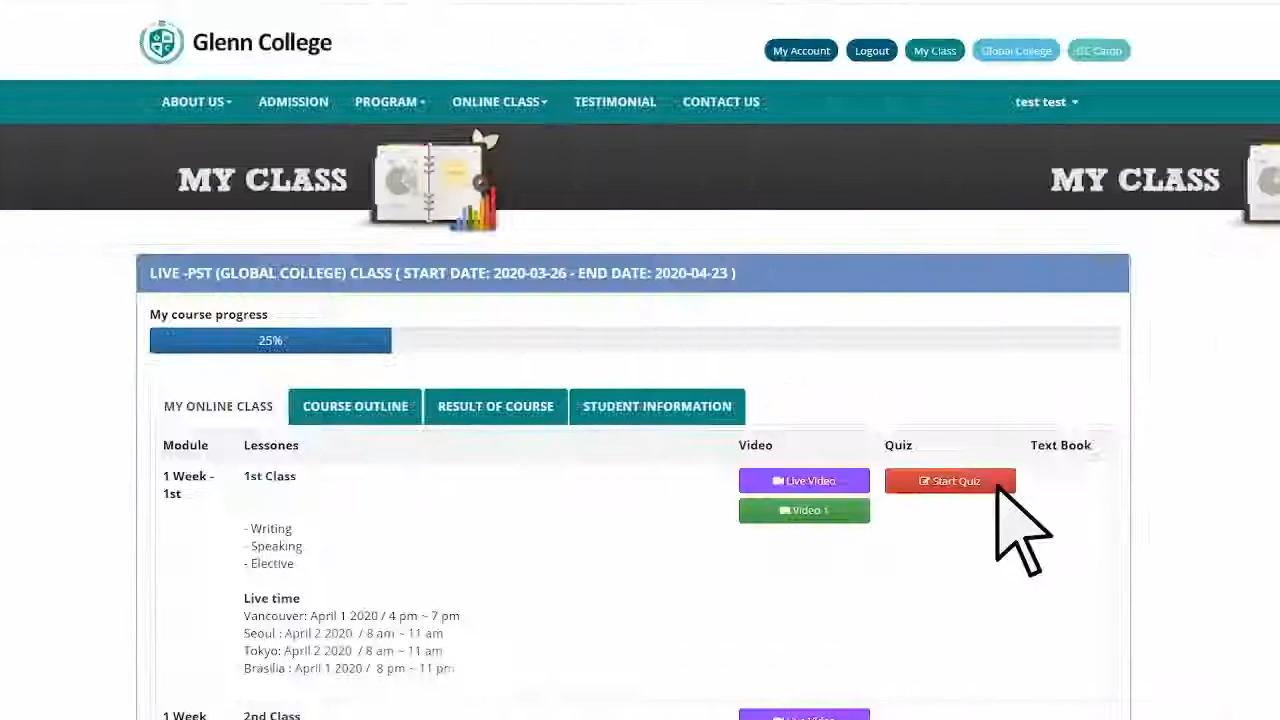 Glenn College
My Account Logout My Class Global College GC Camp
ABOUT US ADMISSION PROGRAM ONLINE CLASS TESTIMONIAL CONTACT US test test
MY CLASS MY CLASS
LIVE -PST (GLOBAL COLLEGE) CLASS ( START DATE: 2020-03-26 - END DATE: 2020-04-23 )
My course progress
25%
MY ONLINE CLASS COURSE OUTLINE RESULT OF COURSE STUDENT INFORMATION
Module Lessones Video Quiz Text Book
1 Week - 1st Class Live Video Start Quiz
1st
Video 1
- Writing
- Speaking
- Elective
Live time
Vancouver: April 1 2020 / 4 pm ~ 7 pm
Seoul : April 2 2020 / 8 am ~ 11 am
Tokyo: April 2 2020 / 8 am ~ 11 am
Brasilia : April 1 2020 / 8 pm ~ 11 pm
1 Week 2nd Class Live Video